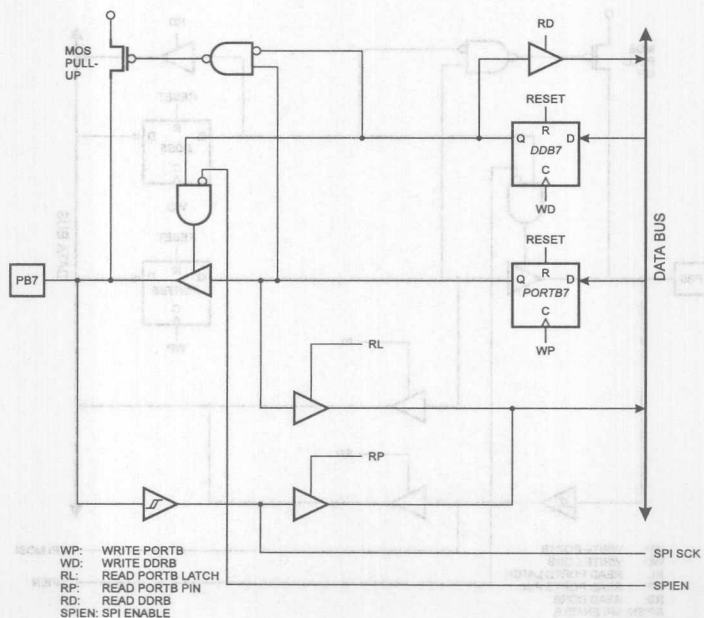 RD
MOS
PULL-
UP
RESET
R
Q DDB7 D
C
WD
DATA BUS
RESET
R
PB7
Q PORTB7 D
C
WP
RL
RP
SPI SCK
SPIEN
WP: WRITE PORTB
WD: WRITE DDRB
RL: READ PORTB LATCH
RP: READ PORTB PIN
RD: READ DDRB
SPIEN: SPI ENABLE